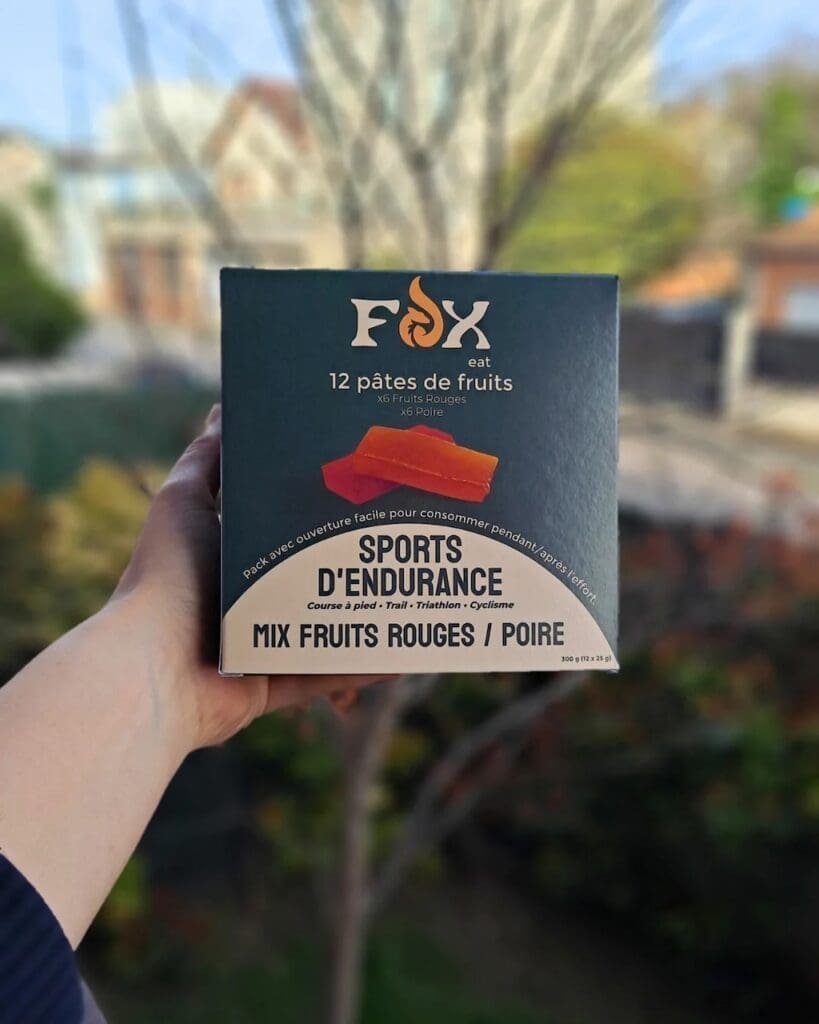 FOX
eat
12 pâtes de fruits
x6 Fruits Rouges
x6 Poire
Pack avec ouverture facile pour consommer pendant/après l'effort.
SPORTS
D'ENDURANCE
Course à pied • Trail • Triathlon • Cyclisme
MIX FRUITS ROUGES / POIRE
300 g (12 x 25 g)